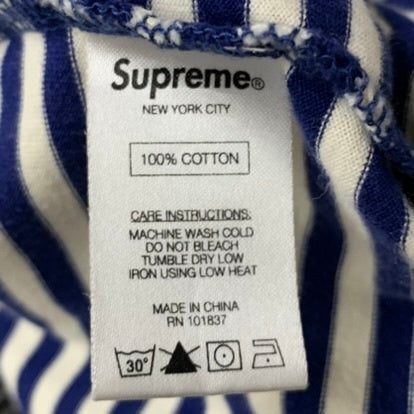 Supreme®
NEW YORK CITY
100% COTTON
CARE INSTRUCTIONS:
MACHINE WASH COLD
DO NOT BLEACH
TUMBLE DRY LOW
IRON USING LOW HEAT
MADE IN CHINA
RN 101837
30°